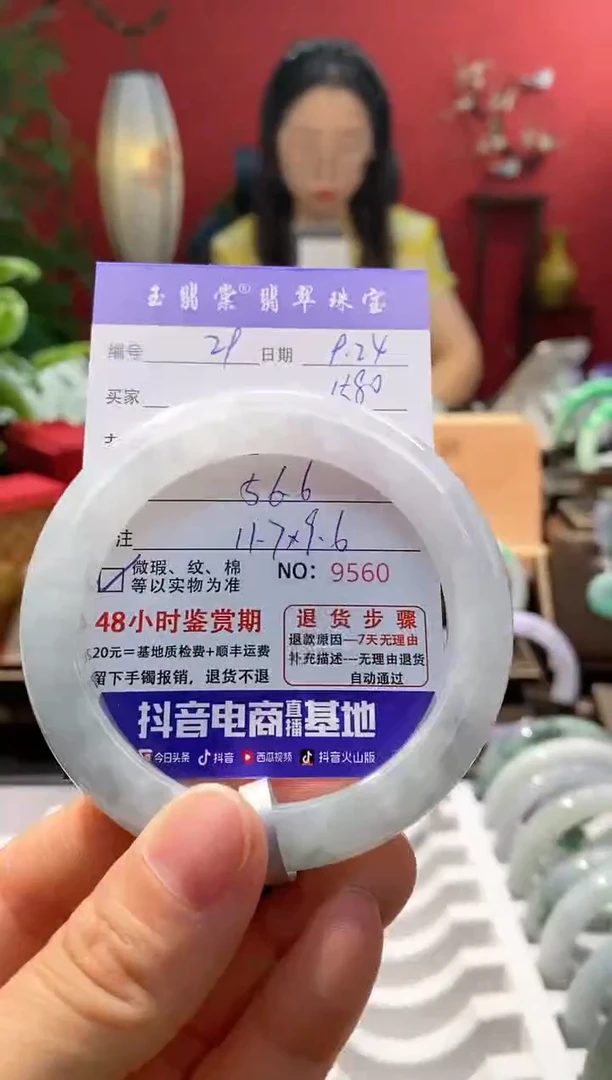 玉翡棠®翡翠珠宝
编号 29 日期 9.24
买家 1580
566
注 11.7×9.6
微瑕、纹、棉
等以实物为准
NO：9560
48小时鉴赏期
20元=基地质检费+顺丰运费
留下手镯报销，退货不退
退货步骤
退款原因—7天无理由
补充描述---无理由退货
自动通过
抖音电商直播基地
今日头条 抖音 西瓜视频 抖音火山版